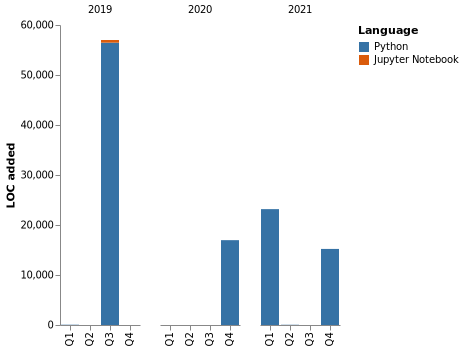 2019 2020 2021
Language
Python
Jupyter Notebook
LOC added
60,000
50,000
40,000
30,000
20,000
10,000
0
Q1 Q2 Q3 Q4 Q1 Q2 Q3 Q4 Q1 Q2 Q3 Q4